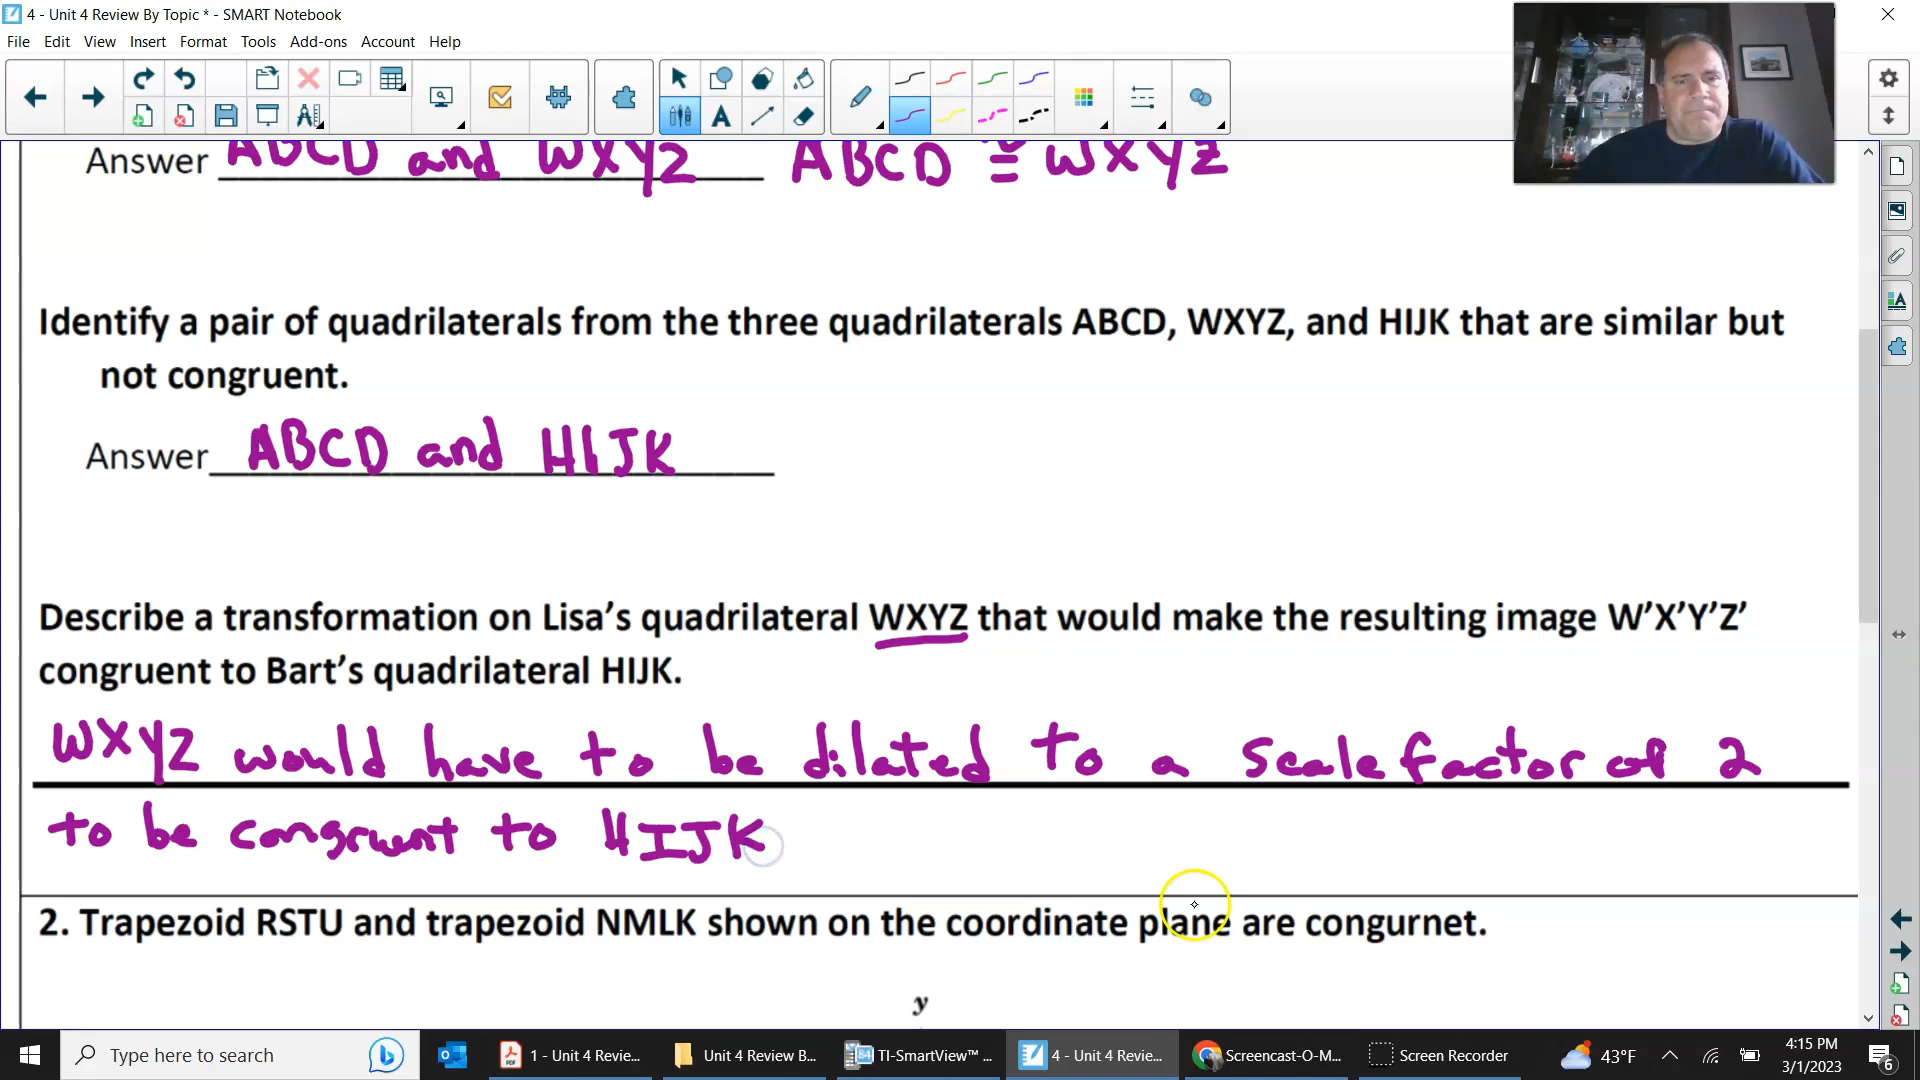 4 - Unit 4 Review By Topic * - SMART Notebook
File Edit View Insert Format Tools Add-ons Account Help
Answer ABCD and WXYZ ABCD ≅ WXYZ
Identify a pair of quadrilaterals from the three quadrilaterals ABCD, WXYZ, and HIJK that are similar but
not congruent.
Answer ABCD and HIJK
Describe a transformation on Lisa's quadrilateral WXYZ that would make the resulting image W'X'Y'Z'
congruent to Bart's quadrilateral HIJK.
WXYZ would have to be dilated to a scale factor of 2
to be congruent to HIJK
2. Trapezoid RSTU and trapezoid NMLK shown on the coordinate plane are congurnet.
y
Type here to search 1 - Unit 4 Revie... Unit 4 Review B... TI-SmartView™ ... 4 - Unit 4 Revie... Screencast-O-M... Screen Recorder 43°F 4:15 PM
3/1/2023 6